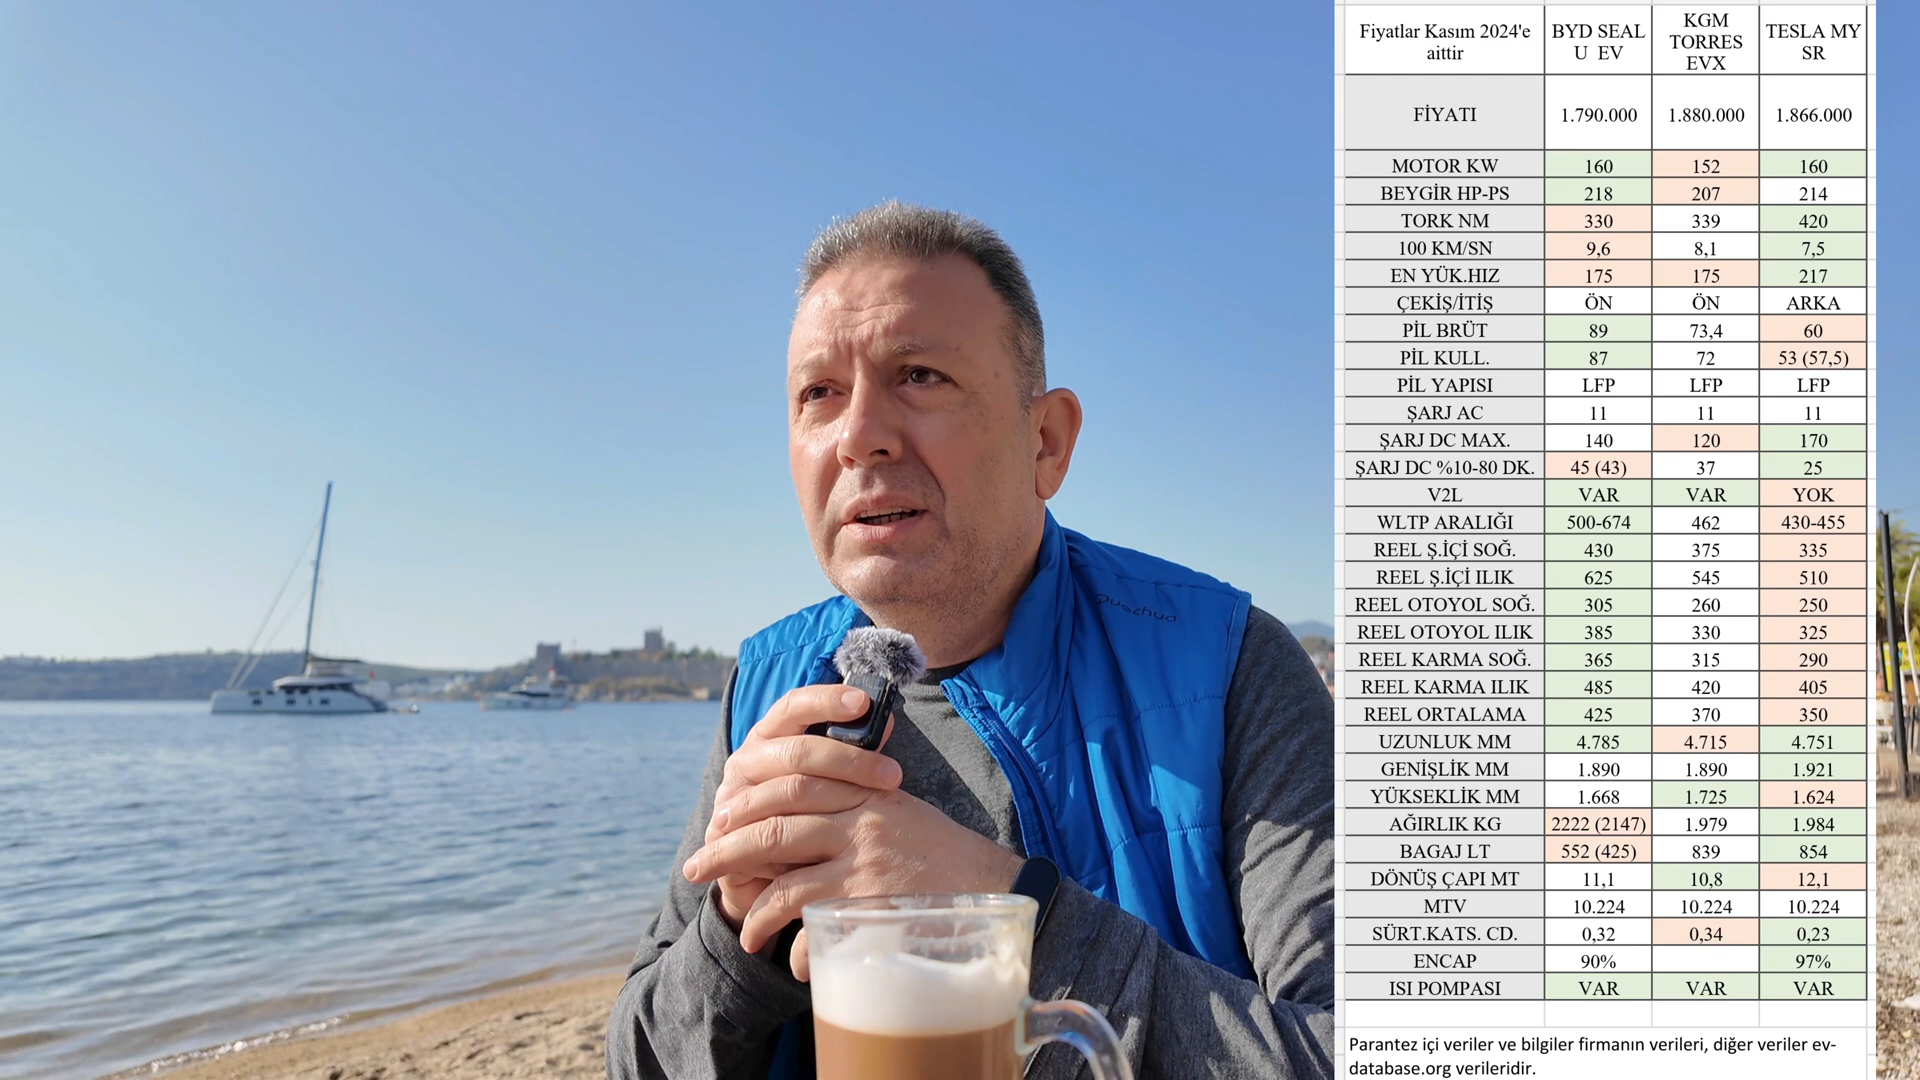 Fiyatlar Kasım 2024'e aittir BYD SEAL U EV KGM TORRES EVX TESLA MY SR
FİYATI 1.790.000 1.880.000 1.866.000
MOTOR KW 160 152 160
BEYGİR HP-PS 218 207 214
TORK NM 330 339 420
100 KM/SN 9,6 8,1 7,5
EN YÜK.HIZ 175 175 217
ÇEKİŞ/İTİŞ ÖN ÖN ARKA
PİL BRÜT 89 73,4 60
PİL KULL. 87 72 53 (57,5)
PİL YAPISI LFP LFP LFP
ŞARJ AC 11 11 11
ŞARJ DC MAX. 140 120 170
ŞARJ DC %10-80 DK. 45 (43) 37 25
V2L VAR VAR YOK
WLTP ARALIĞI 500-674 462 430-455
REEL Ş.İÇİ SOĞ. 430 375 335
REEL Ş.İÇİ ILIK 625 545 510
REEL OTOYOL SOĞ. 305 260 250
REEL OTOYOL ILIK 385 330 325
REEL KARMA SOĞ. 365 315 290
REEL KARMA ILIK 485 420 405
REEL ORTALAMA 425 370 350
UZUNLUK MM 4.785 4.715 4.751
GENİŞLİK MM 1.890 1.890 1.921
YÜKSEKLİK MM 1.668 1.725 1.624
AĞIRLIK KG 2222 (2147) 1.979 1.984
BAGAJ LT 552 (425) 839 854
DÖNÜŞ ÇAPI MT 11,1 10,8 12,1
MTV 10.224 10.224 10.224
SÜRT.KATS. CD. 0,32 0,34 0,23
ENCAP 90% 97%
ISI POMPASI VAR VAR VAR
Parantez içi veriler ve bilgiler firmanın verileri, diğer veriler ev-
database.org verileridir.
Quechua